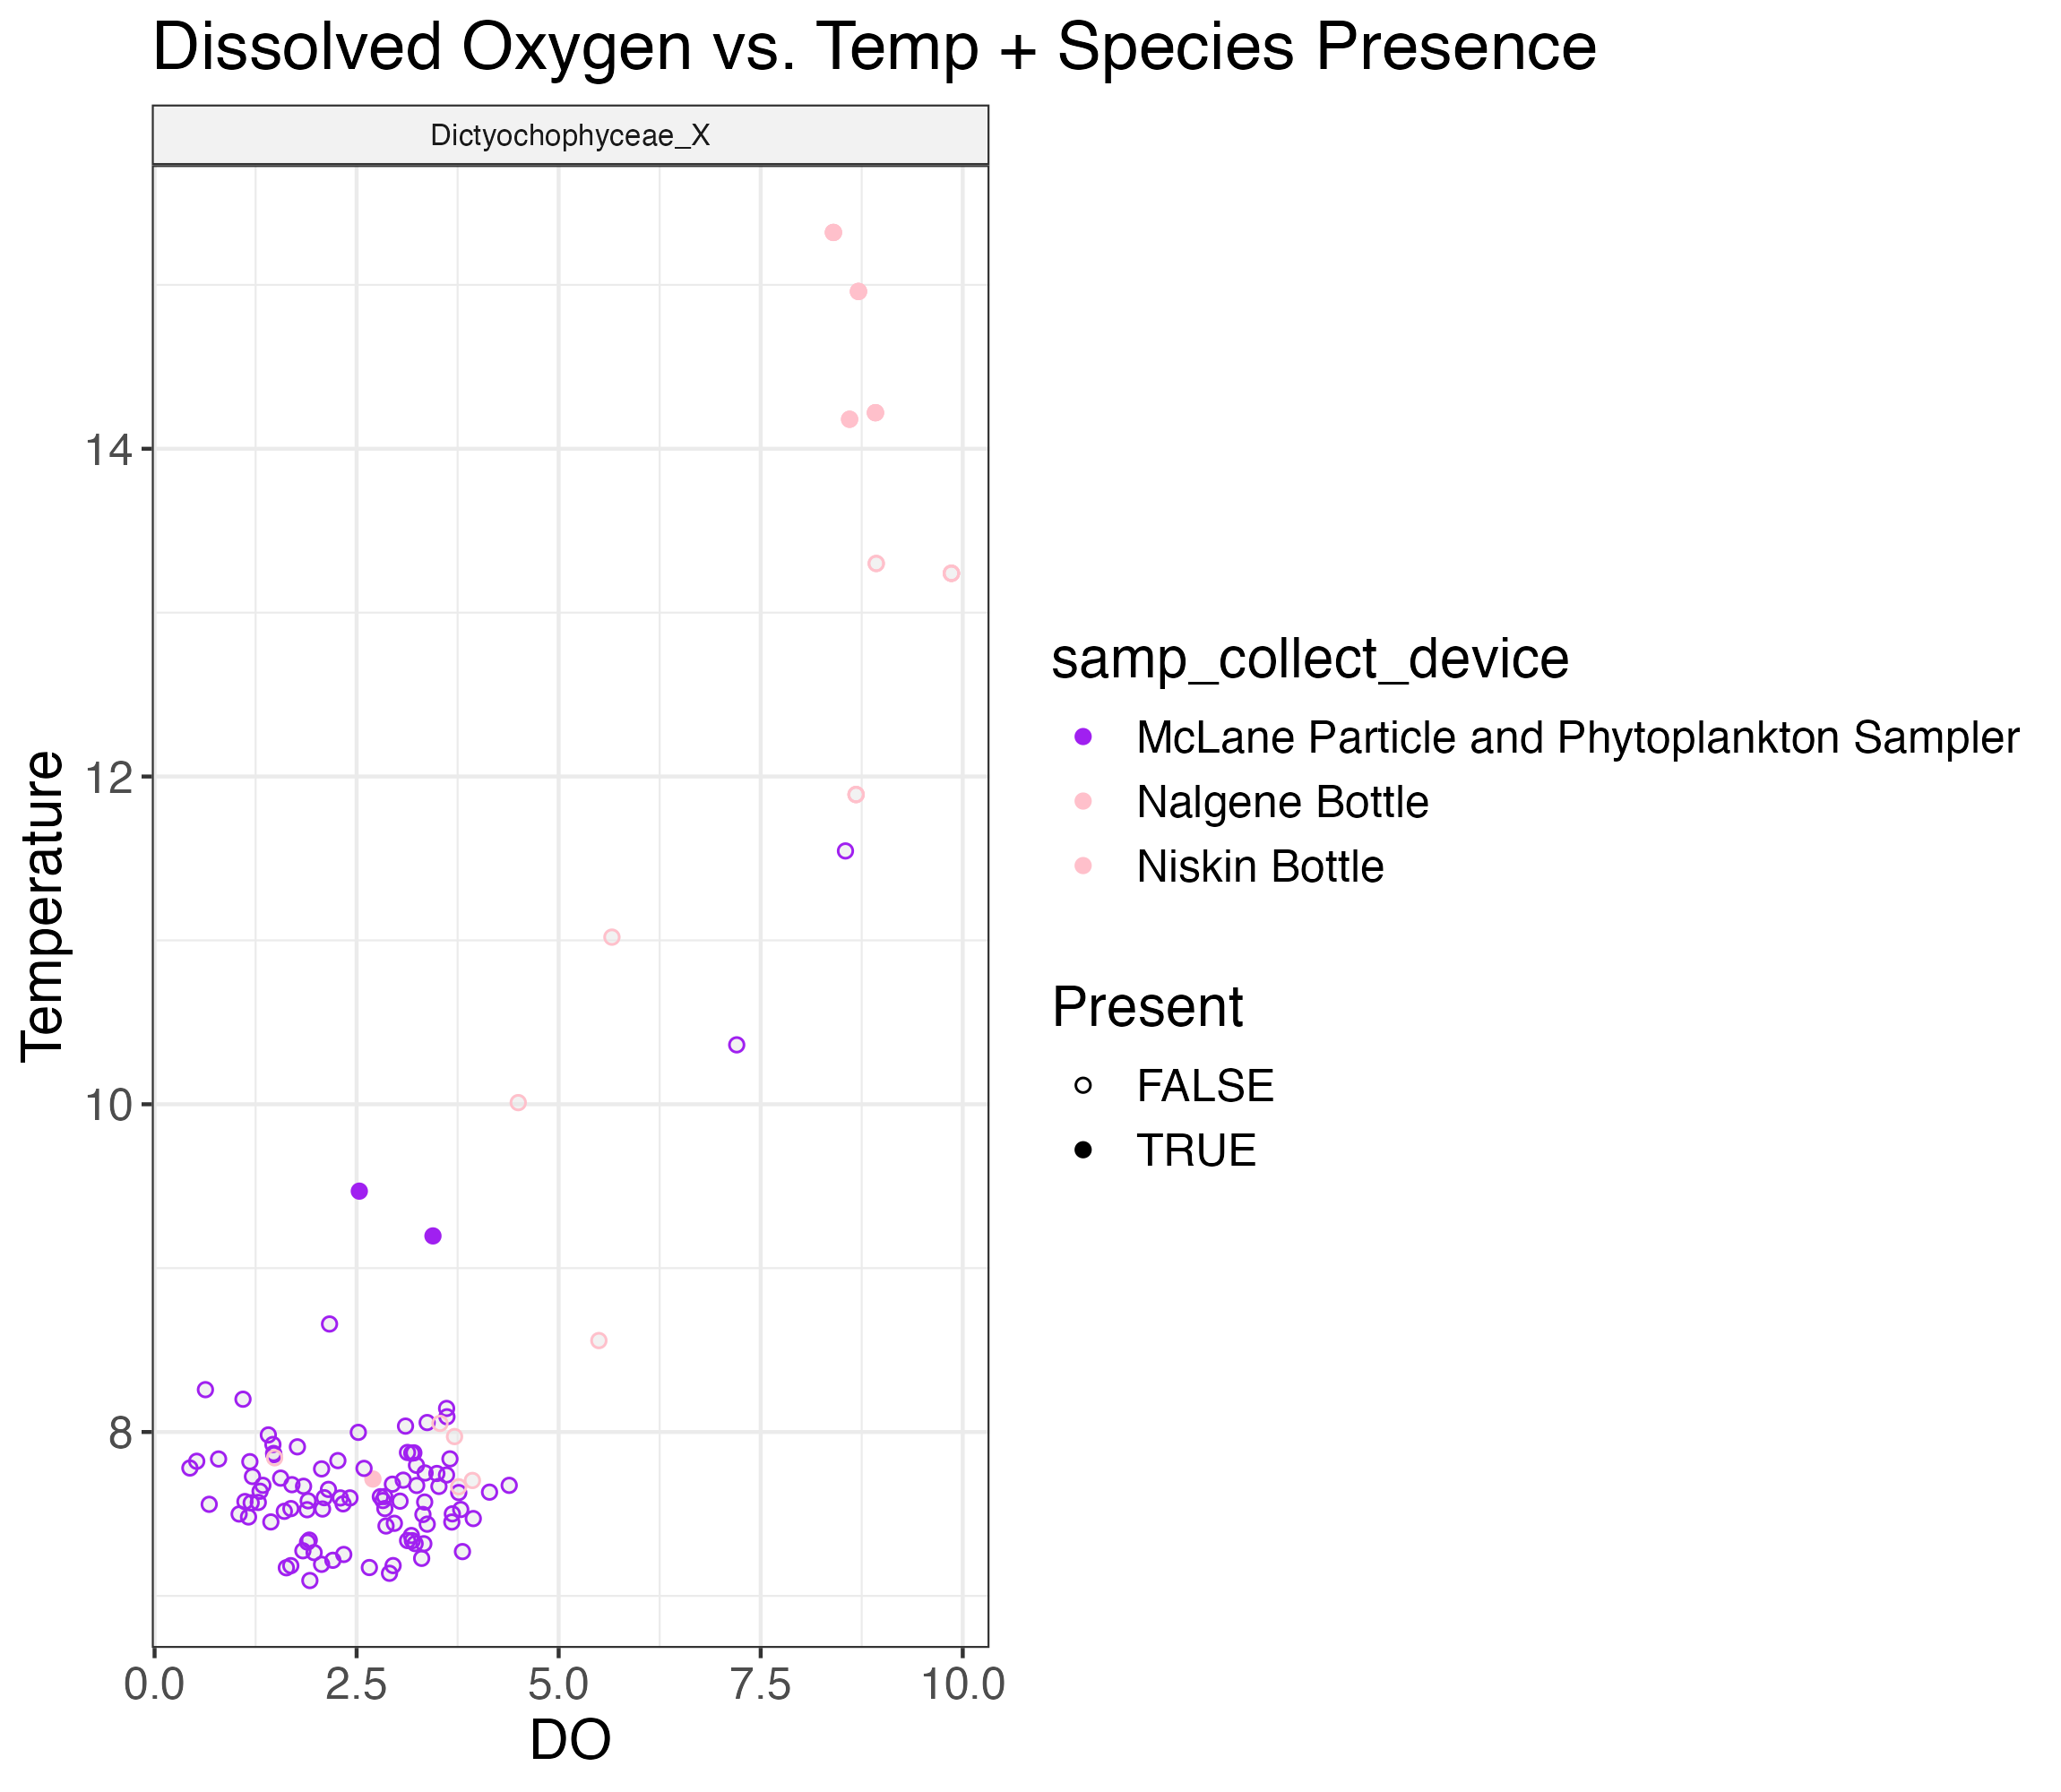 Dissolved Oxygen vs. Temp + Species Presence
Dictyochophyceae_X
14
12
10
8
Temperature
0.0 2.5 5.0 7.5 10.0
DO
samp_collect_device
McLane Particle and Phytoplankton Sampler
Nalgene Bottle
Niskin Bottle
Present
FALSE
TRUE